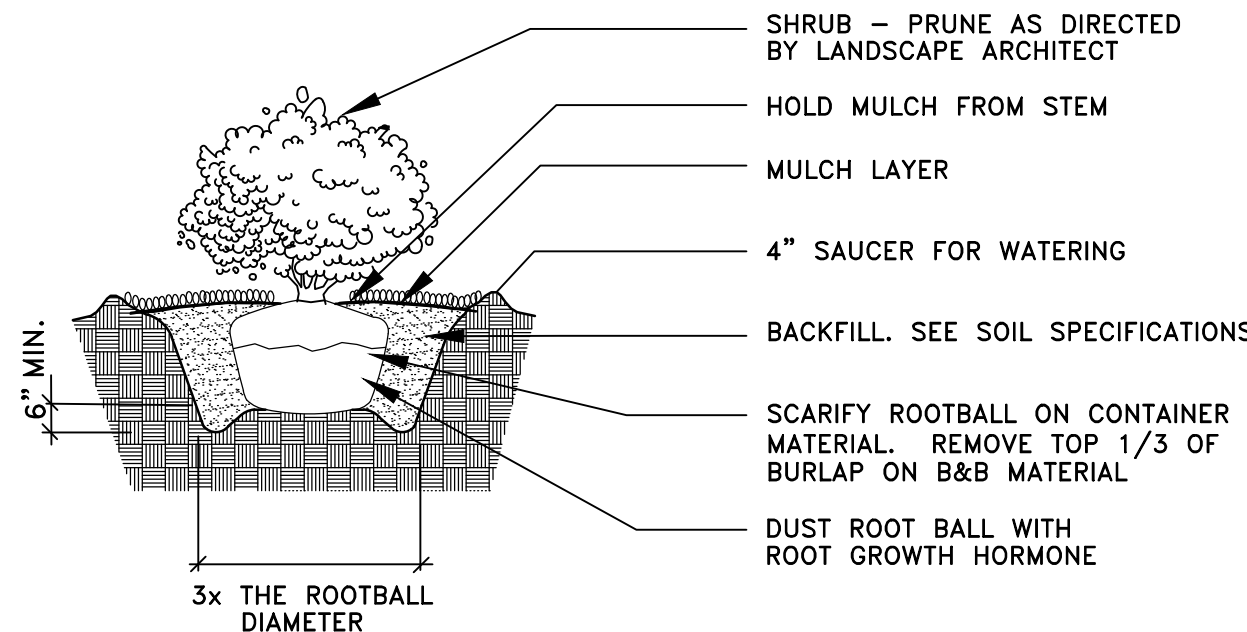 SHRUB – PRUNE AS DIRECTED
BY LANDSCAPE ARCHITECT
HOLD MULCH FROM STEM
MULCH LAYER
4" SAUCER FOR WATERING
BACKFILL. SEE SOIL SPECIFICATIONS
6" MIN.
SCARIFY ROOTBALL ON CONTAINER
MATERIAL. REMOVE TOP 1/3 OF
BURLAP ON B&B MATERIAL
DUST ROOT BALL WITH
ROOT GROWTH HORMONE
3x THE ROOTBALL
DIAMETER